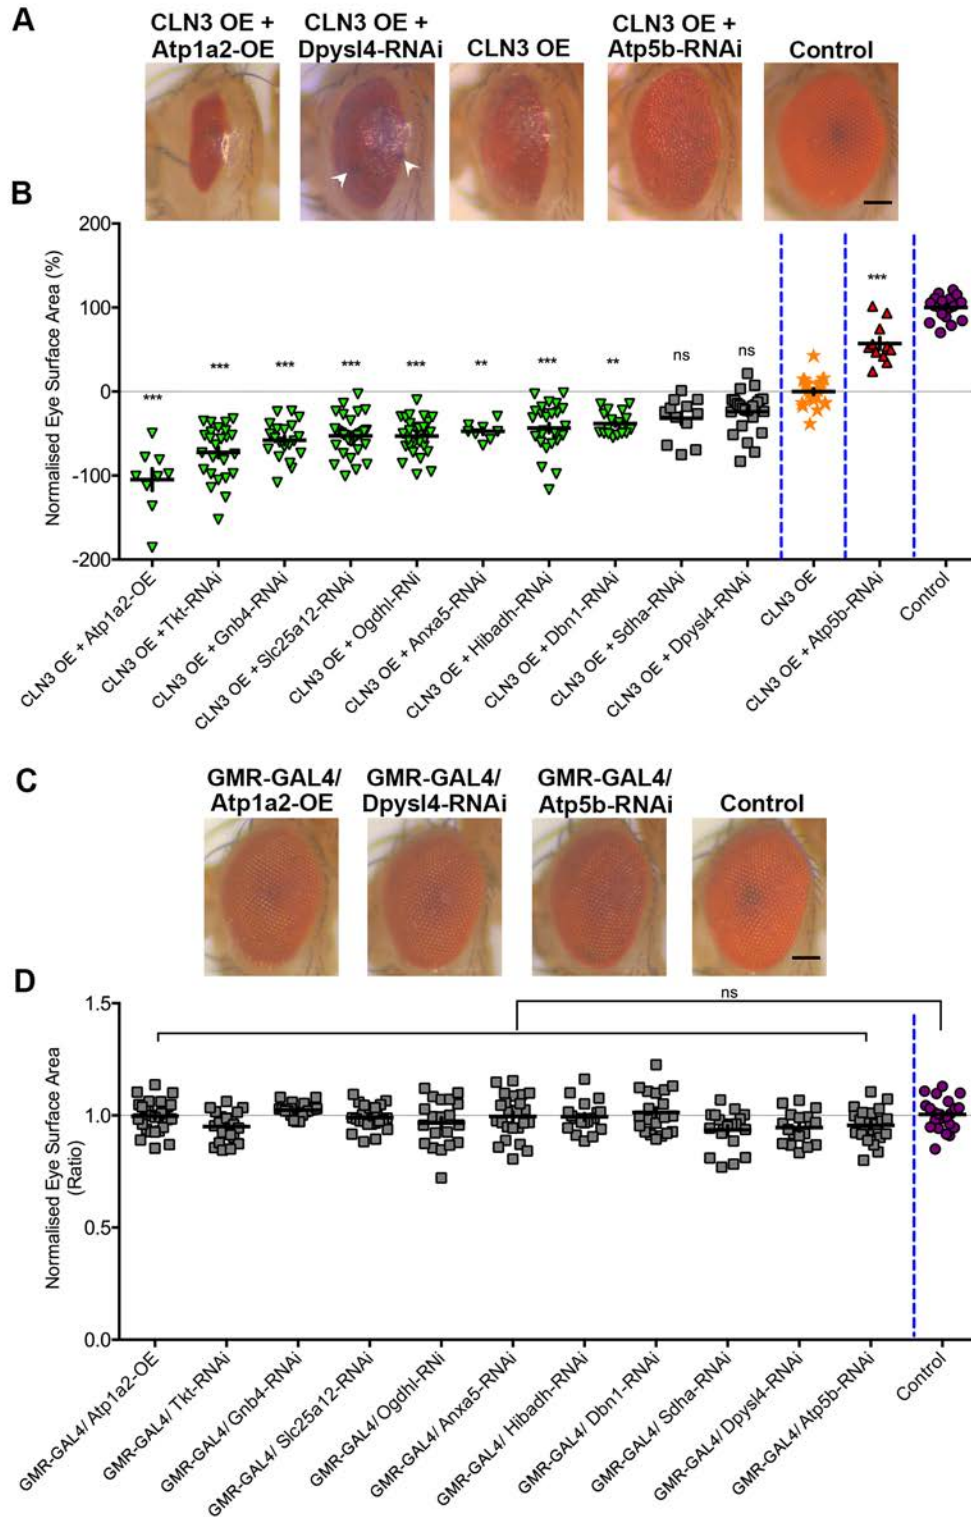 A
CLN3 OE +
Atp1a2-OE
CLN3 OE +
Dpysl4-RNAi
CLN3 OE
CLN3 OE +
Atp5b-RNAi
Control
B
Normalised Eye Surface Area (%)
200
100
0
-100
-200
***
***
***
***
***
**
***
**
ns
ns
***
CLN3 OE + Atp1a2-OE
CLN3 OE +Tkt-RNAi
CLN3 OE + Gnb4-RNAi
CLN3 OE + Slc25a12-RNAi
CLN3 OE + Ogdhl-RNi
CLN3 OE + Anxa5-RNAi
CLN3 OE + Hibadh-RNAi
CLN3 OE + Dbn1-RNAi
CLN3 OE + Sdha-RNAi
CLN3 OE + Dpysl4-RNAi
CLN3 OE
CLN3 OE + Atp5b-RNAi
Control
C
GMR-GAL4/
Atp1a2-OE
GMR-GAL4/
Dpysl4-RNAi
GMR-GAL4/
Atp5b-RNAi
Control
D
Normalised Eye Surface Area
(Ratio)
1.5
1.0
0.5
0.0
ns
GMR-GAL4/ Atp1a2-OE
GMR-GAL4/ Tkt-RNAi
GMR-GAL4/ Gnb4-RNAi
GMR-GAL4/ Slc25a12-RNAi
GMR-GAL4/ Ogdhl-RNi
GMR-GAL4/ Anxa5-RNAi
GMR-GAL4/ Hibadh-RNAi
GMR-GAL4/ Dbn1-RNAi
GMR-GAL4/ Sdha-RNAi
GMR-GAL4/ Dpysl4-RNAi
GMR-GAL4/ Atp5b-RNAi
Control